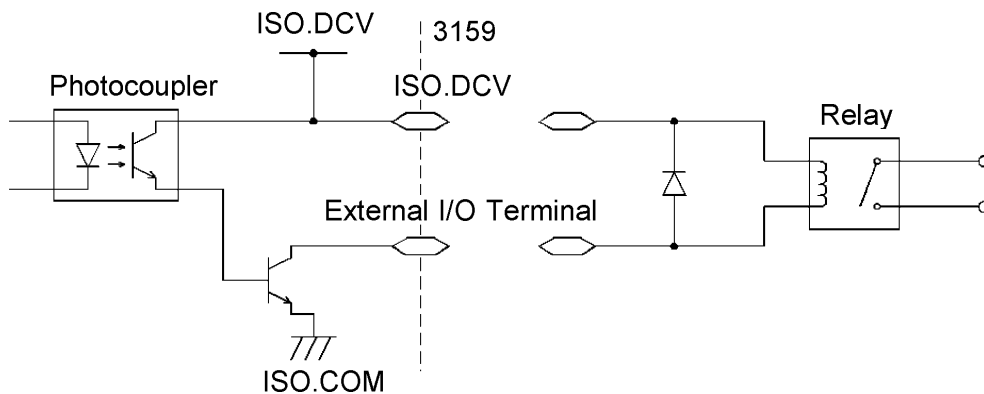 ISO.DCV
3159
Photocoupler
ISO.DCV
Relay
External I/O Terminal
ISO.COM